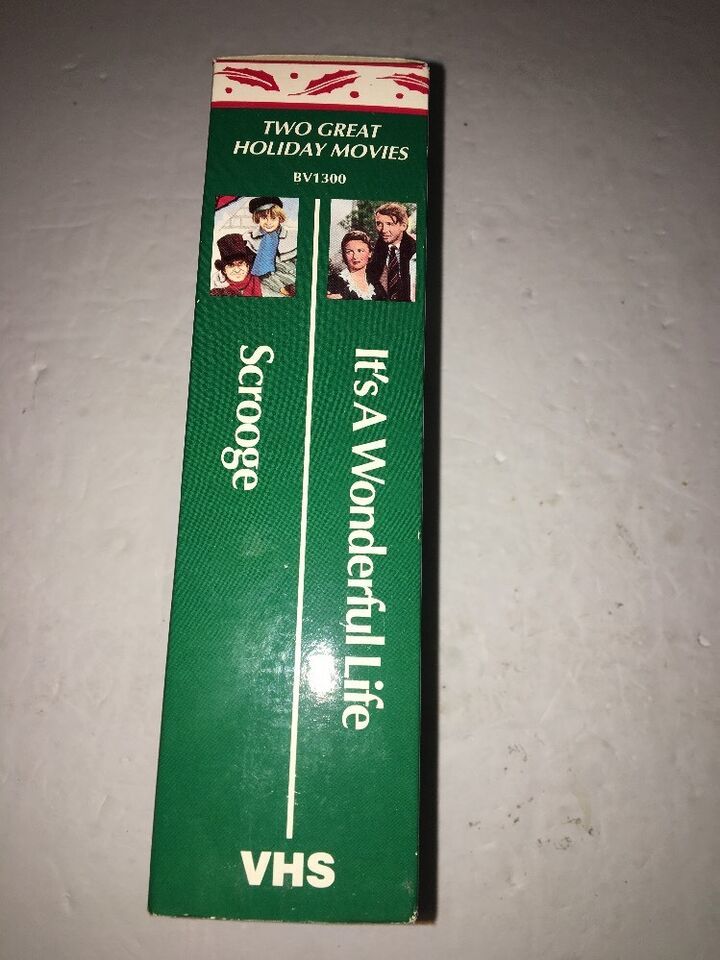 TWO GREAT
HOLIDAY MOVIES
BV1300
Scrooge
It's A Wonderful Life
VHS